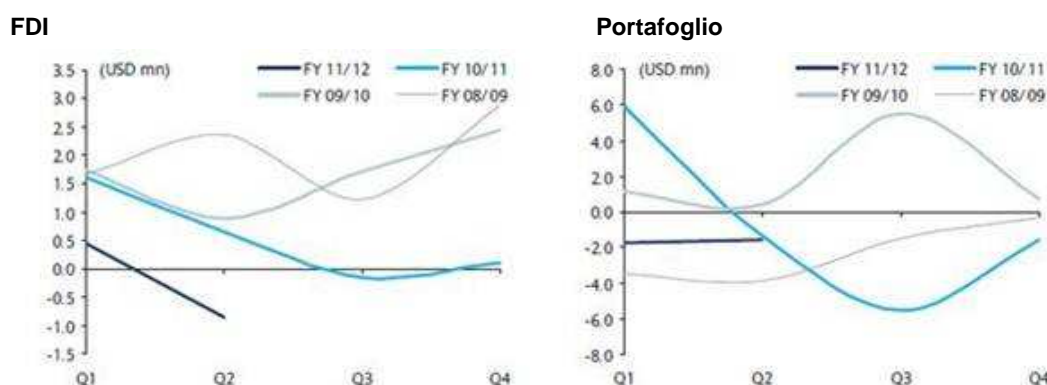 FDI
Portafoglio
(USD mn)
FY 11/12
FY 10/11
FY 09/10
FY 08/09
3.5
3.0
2.5
2.0
1.5
1.0
0.5
0.0
-0.5
-1.0
-1.5
Q1
Q2
Q3
Q4
(USD mn)
FY 11/12
FY 10/11
FY 09/10
FY 08/09
8.0
6.0
4.0
2.0
0.0
-2.0
-4.0
-6.0
-8.0
Q1
Q2
Q3
Q4